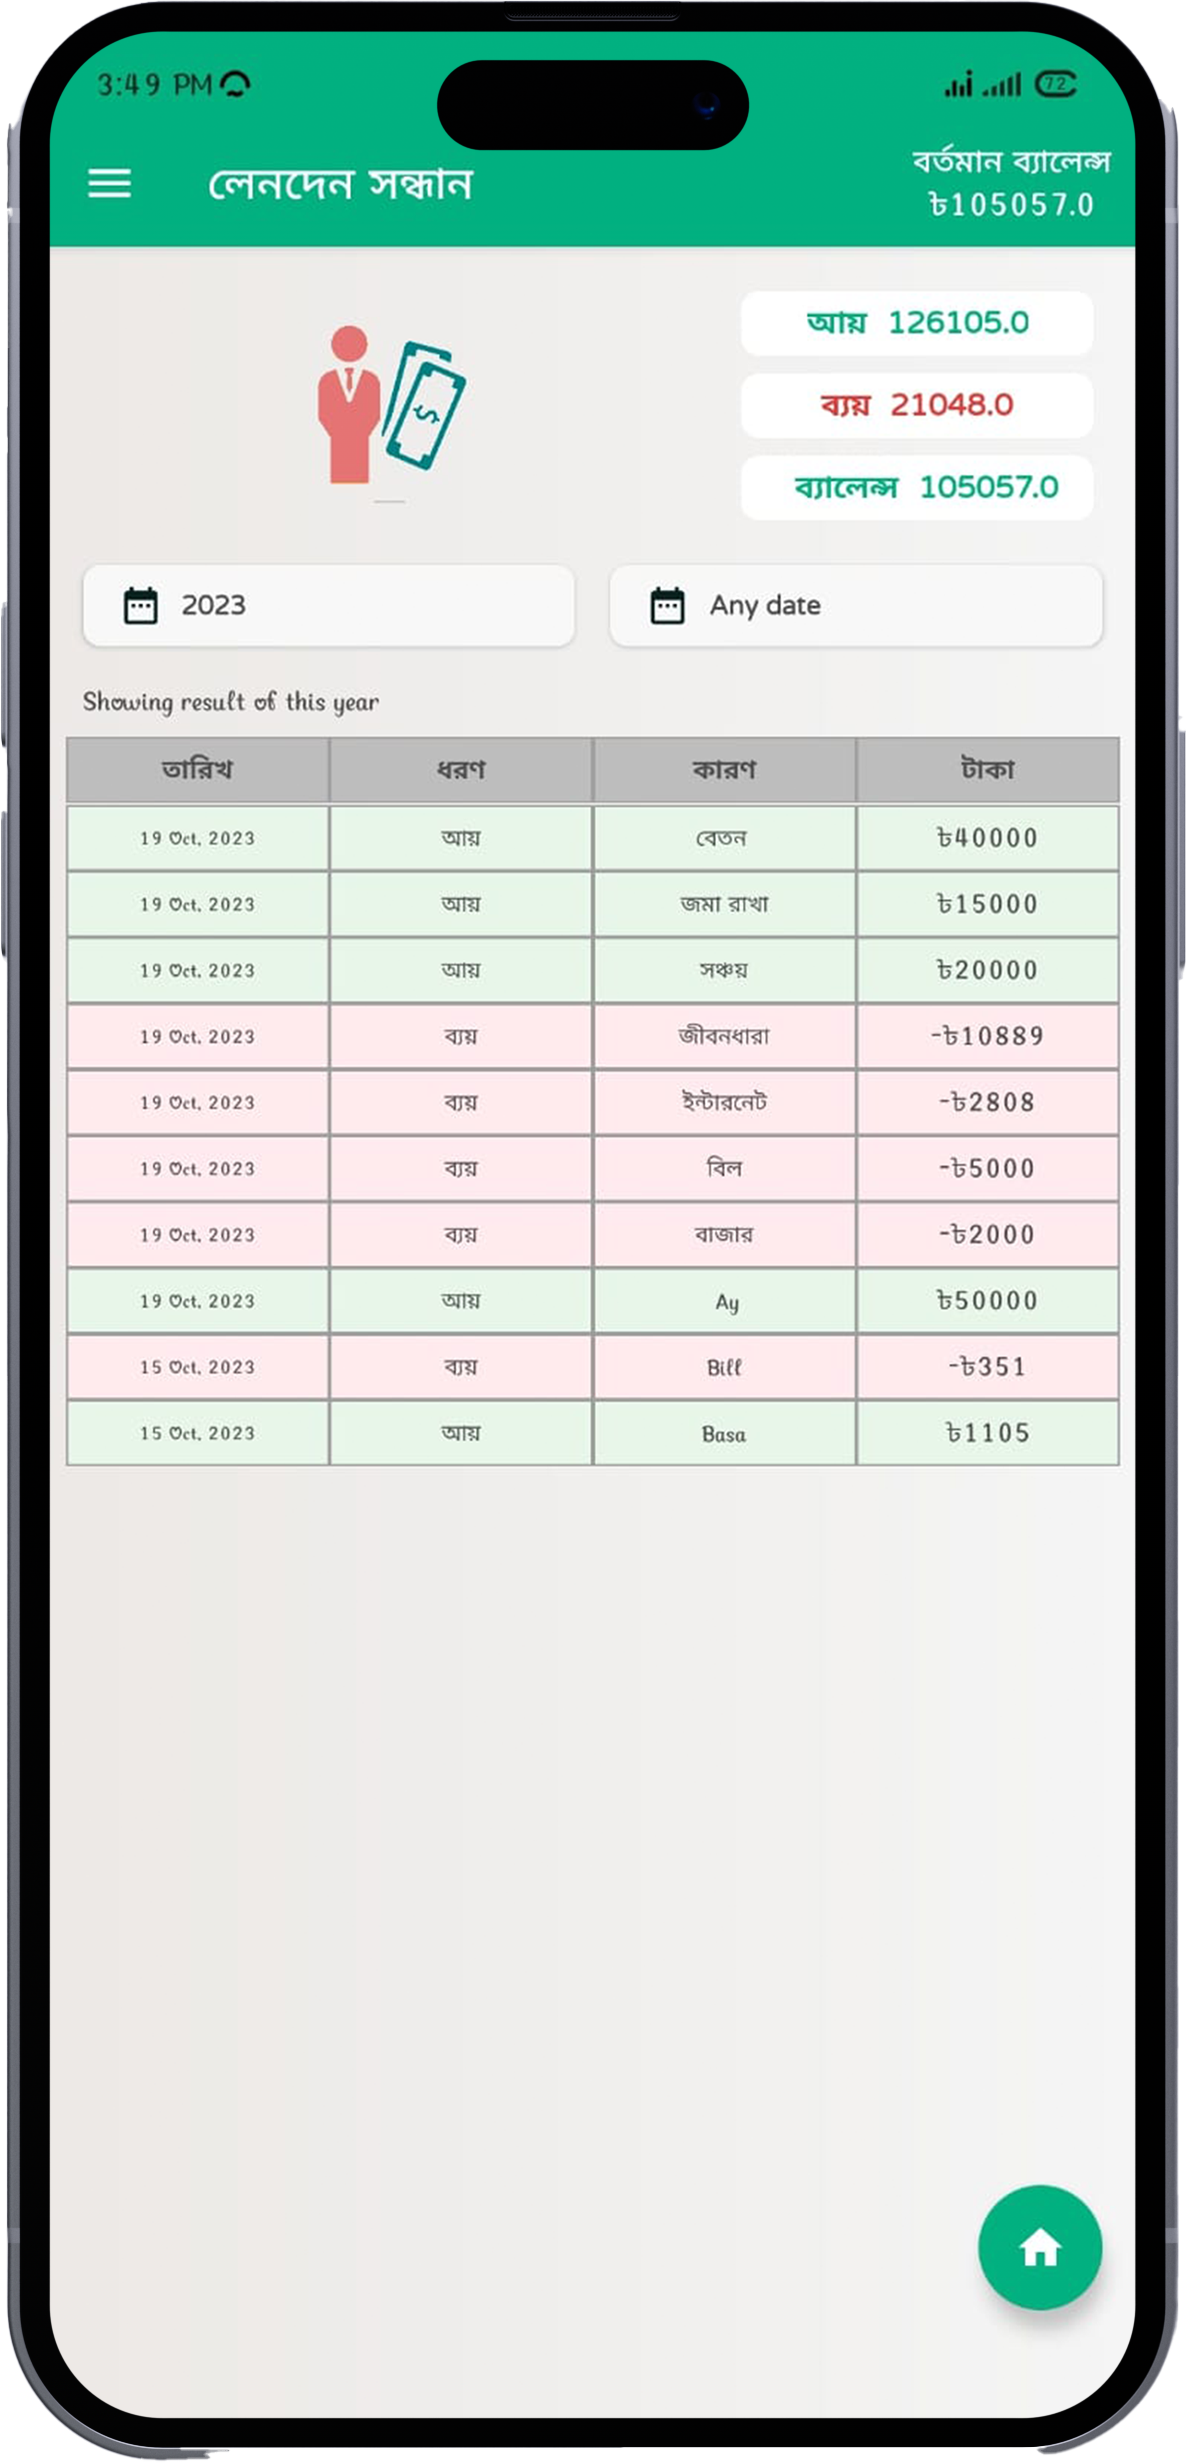 3:49 PM
72
লেনদেন সন্ধান
বর্তমান ব্যালেন্স
৳105057.0
আয় 126105.0
ব্যয় 21048.0
ব্যালেন্স 105057.0
2023
Any date
Showing result of this year
তারিখ ধরণ কারণ টাকা
19 Oct, 2023 আয় বেতন ৳40000
19 Oct, 2023 আয় জমা রাখা ৳15000
19 Oct, 2023 আয় সঞ্চয় ৳20000
19 Oct, 2023 ব্যয় জীবনধারা -৳10889
19 Oct, 2023 ব্যয় ইন্টারনেট -৳2808
19 Oct, 2023 ব্যয় বিল -৳5000
19 Oct, 2023 ব্যয় বাজার -৳2000
19 Oct, 2023 আয় Ay ৳50000
15 Oct, 2023 ব্যয় Bill -৳351
15 Oct, 2023 আয় Basa ৳1105